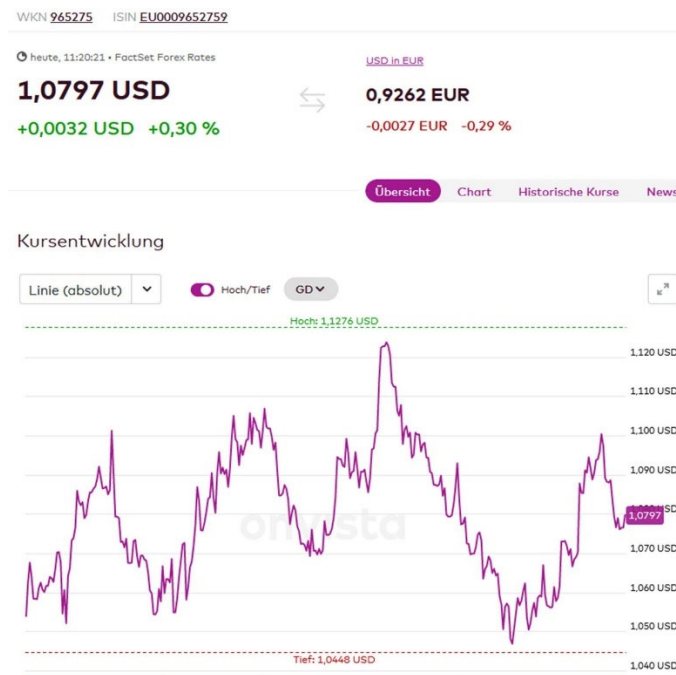 WKN 965275 ISIN EU0009652759
heute, 11:20:21 • FactSet Forex Rates
USD in EUR
1,0797 USD
0,9262 EUR
+0,0032 USD +0,30 %
-0,0027 EUR -0,29 %
Übersicht Chart Historische Kurse News
Kursentwicklung
Linie (absolut) Hoch/Tief GD
Hoch: 1,1276 USD
1,120 USD
1,110 USD
1,100 USD
1,090 USD
1,0797
1,070 USD
1,060 USD
1,050 USD
Tief: 1,0448 USD
1,040 USD
onvista